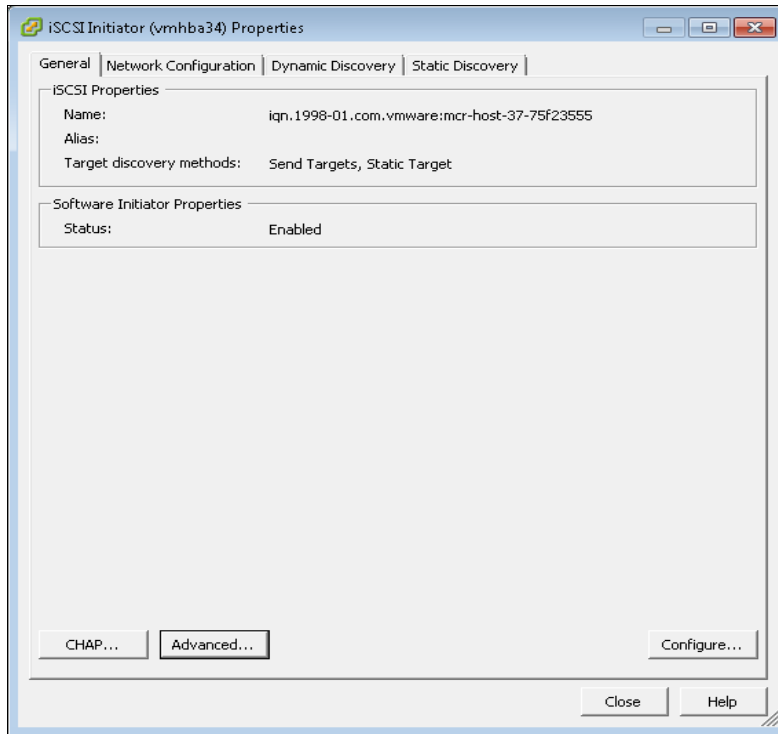 iSCSI Initiator (vmhba34) Properties
General Network Configuration Dynamic Discovery Static Discovery
iSCSI Properties
Name: iqn.1998-01.com.vmware:mcr-host-37-75f23555
Alias:
Target discovery methods: Send Targets, Static Target
Software Initiator Properties
Status: Enabled
CHAP... Advanced... Configure...
Close Help